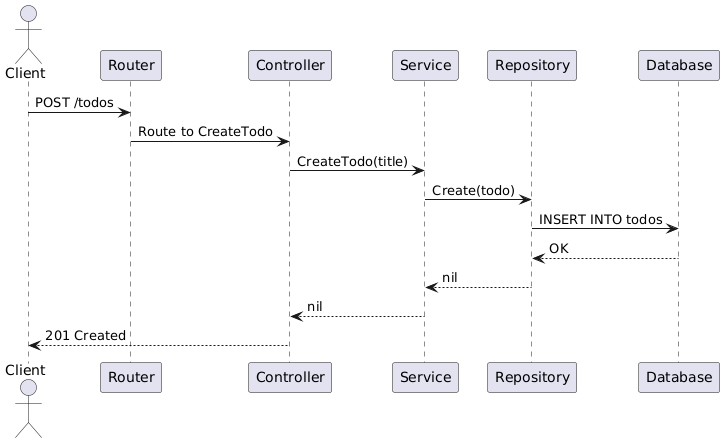 Client
Router
Controller
Service
Repository
Database
POST /todos
Route to CreateTodo
CreateTodo(title)
Create(todo)
INSERT INTO todos
OK
nil
nil
201 Created
Client
Router
Controller
Service
Repository
Database